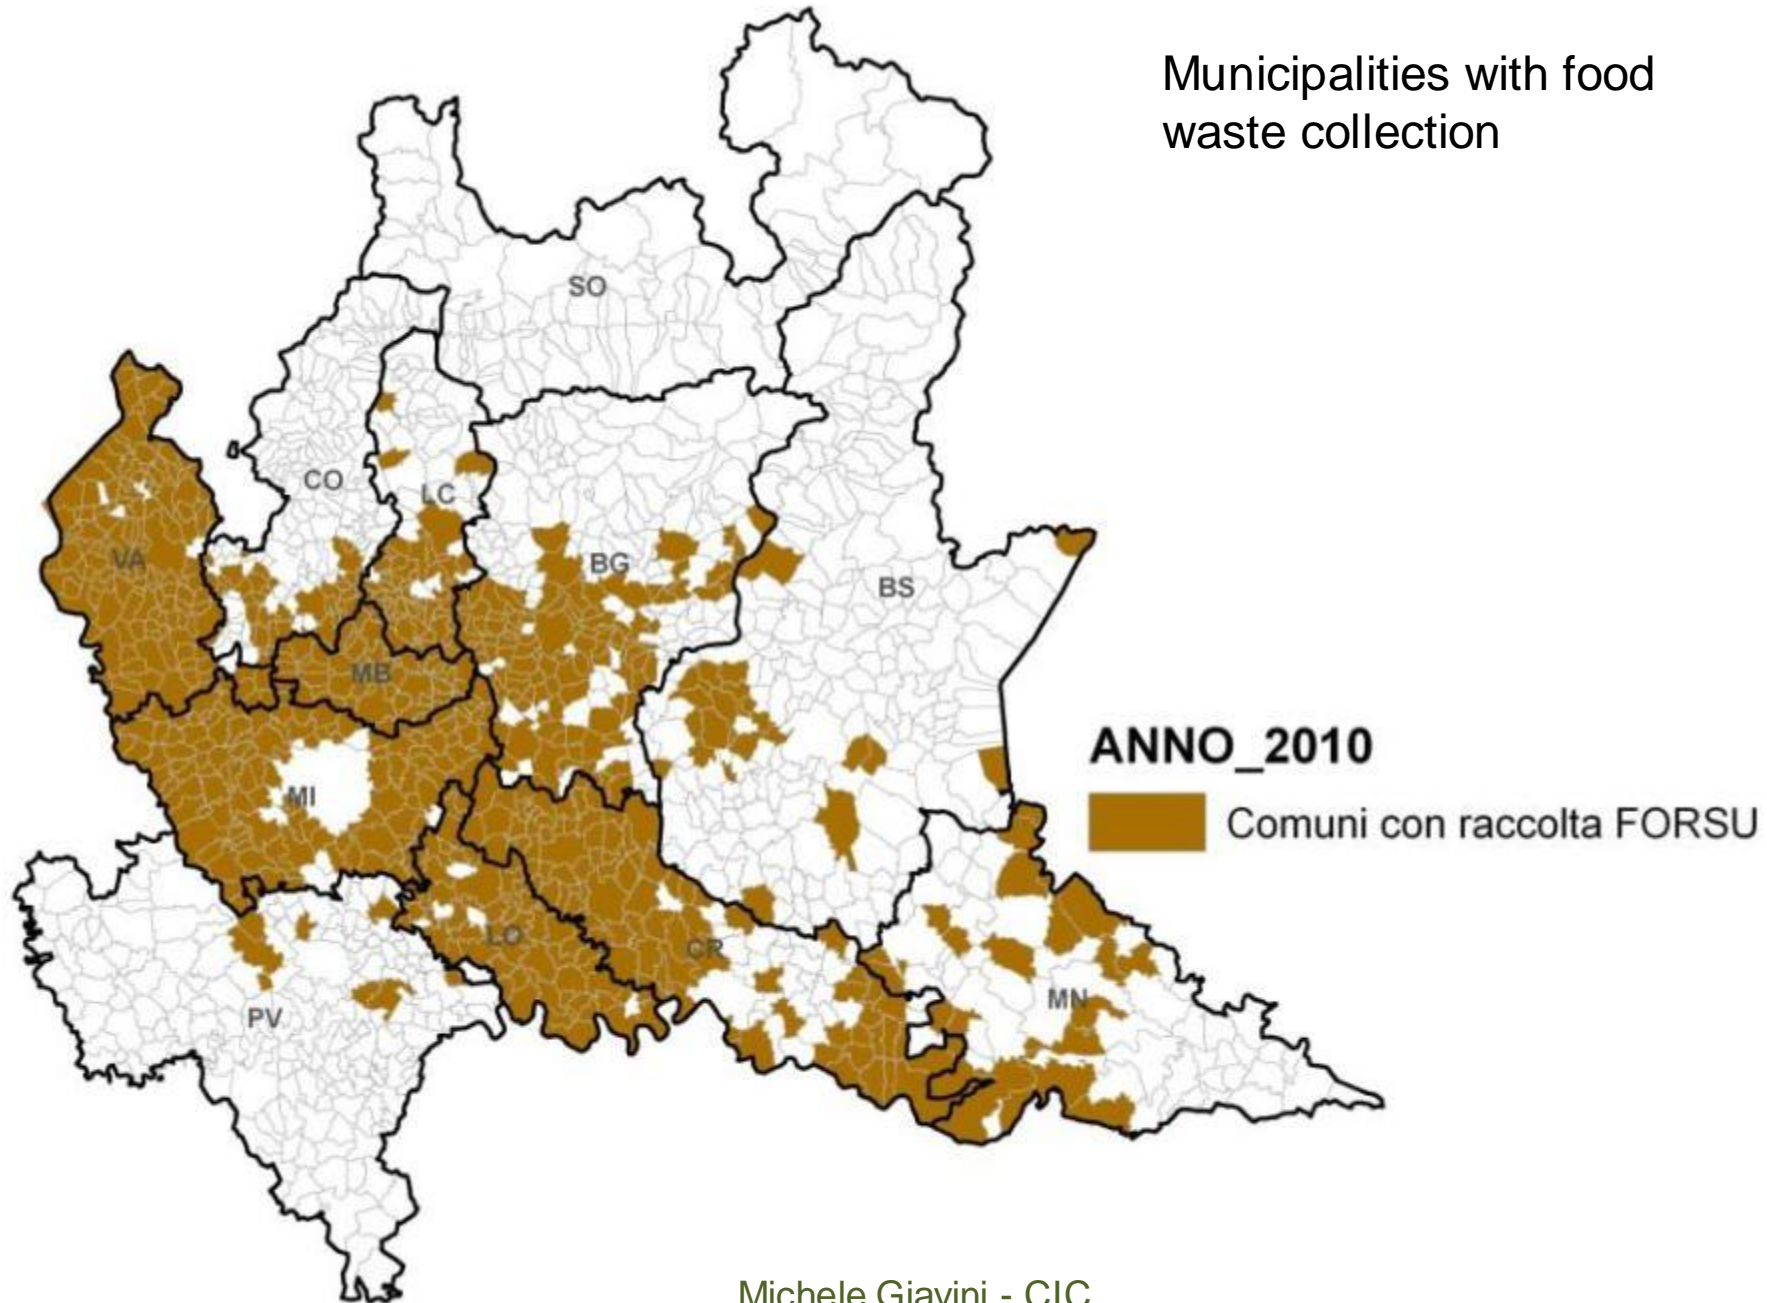 Municipalities with food
waste collection
SO
CO
LC
VA
BG
BS
MB
MI
ANNO_2010
Comuni con raccolta FORSU
LO
CR
MN
PV
Michele Giavini - CIC